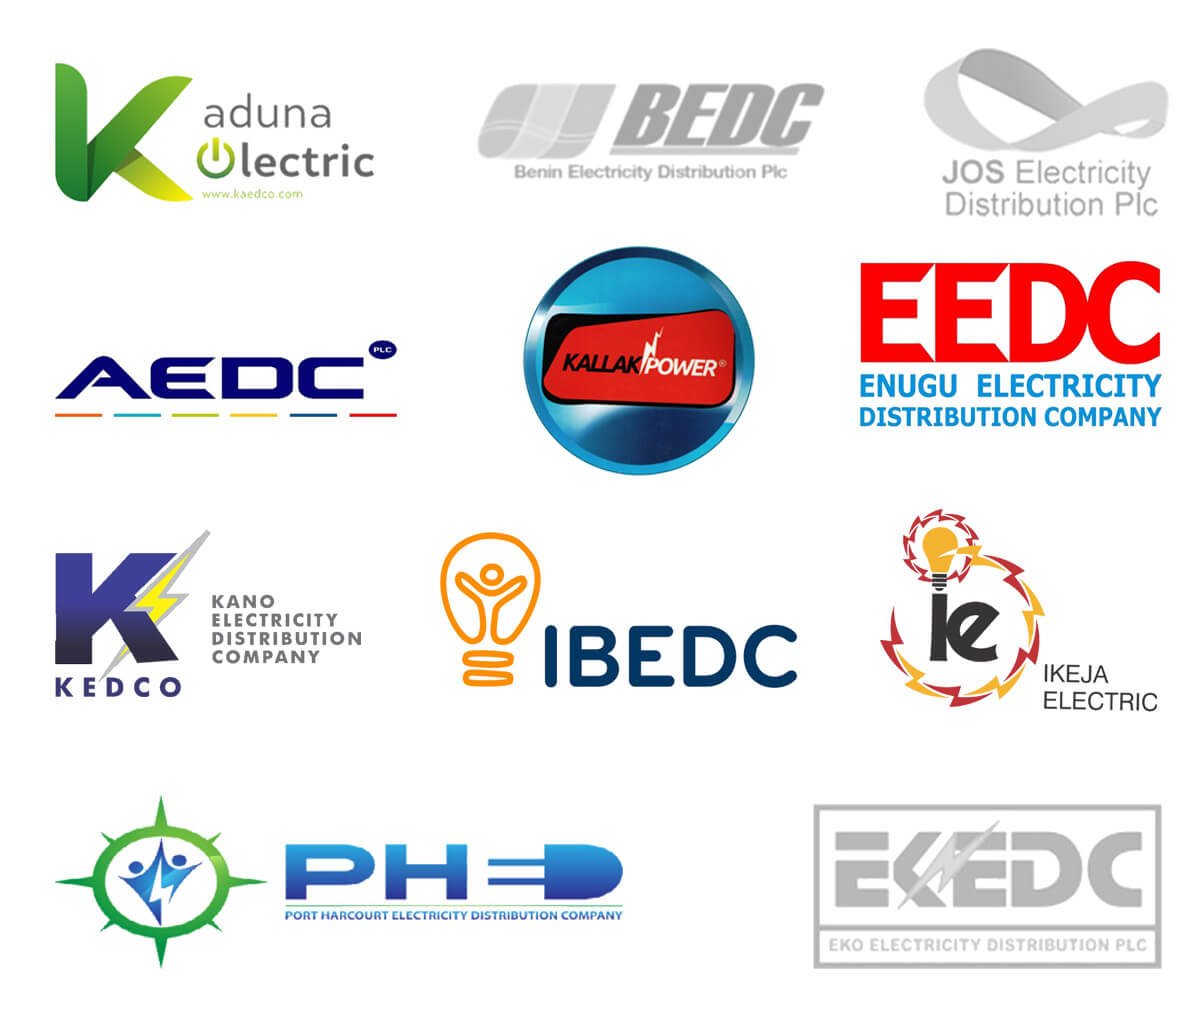 K aduna
electric
www.kaedco.com
BEDC
Benin Electricity Distribution Plc
JOS Electricity
Distribution Plc
AEDC PLC
KALLAK POWER®
EEDC
ENUGU ELECTRICITY
DISTRIBUTION COMPANY
K
KEDCO
KANO
ELECTRICITY
DISTRIBUTION
COMPANY
IBEDC
ie
IKEJA
ELECTRIC
PHED
PORT HARCOURT ELECTRICITY DISTRIBUTION COMPANY
EKEDC
EKO ELECTRICITY DISTRIBUTION PLC